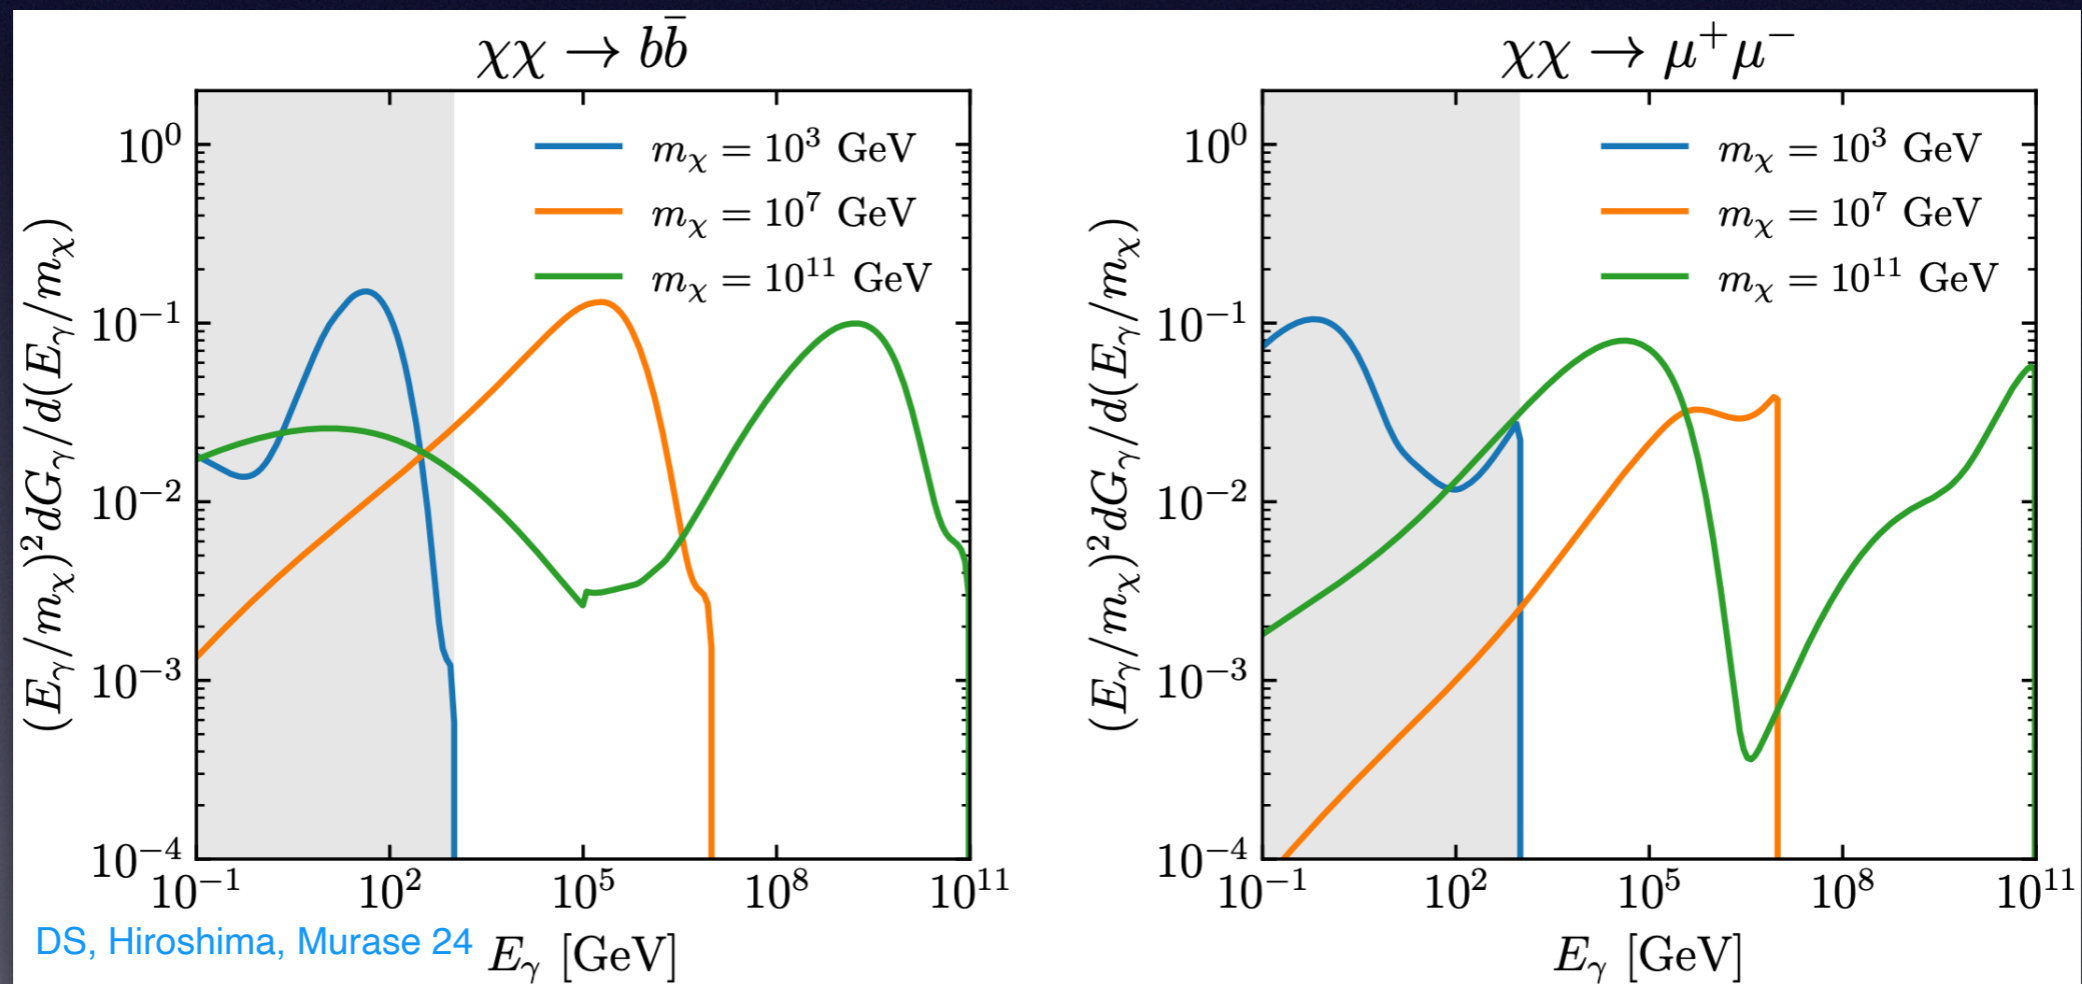 χχ → bb̄
10⁰
10⁻¹
10⁻²
10⁻³
10⁻⁴
(E_γ/m_χ)²dG_γ/d(E_γ/m_χ)
m_χ = 10³ GeV
m_χ = 10⁷ GeV
m_χ = 10¹¹ GeV
10⁻¹ 10² 10⁵ 10⁸ 10¹¹
E_γ [GeV]
DS, Hiroshima, Murase 24
χχ → μ⁺μ⁻
10⁰
10⁻¹
10⁻²
10⁻³
10⁻⁴
(E_γ/m_χ)²dG_γ/d(E_γ/m_χ)
m_χ = 10³ GeV
m_χ = 10⁷ GeV
m_χ = 10¹¹ GeV
10⁻¹ 10² 10⁵ 10⁸ 10¹¹
E_γ [GeV]